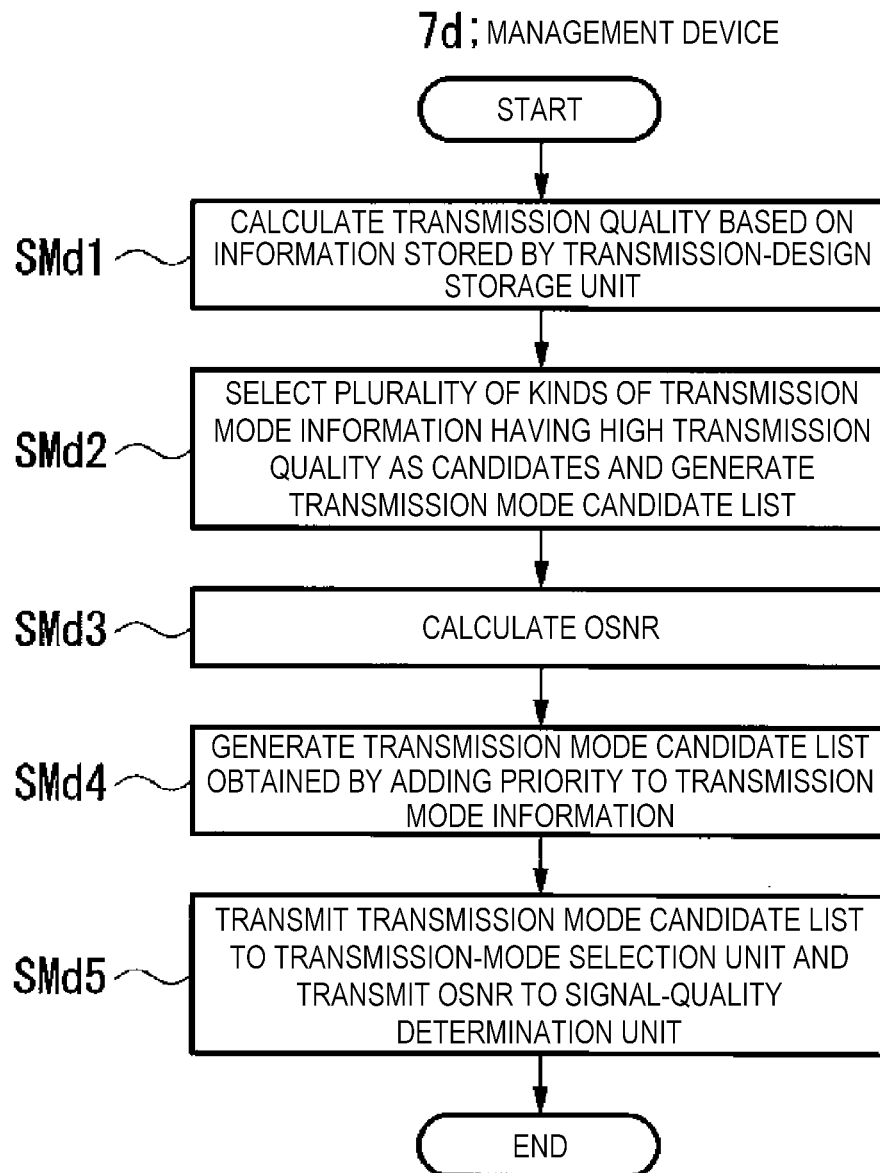 7d; MANAGEMENT DEVICE
START
SMd1
CALCULATE TRANSMISSION QUALITY BASED ON
INFORMATION STORED BY TRANSMISSION-DESIGN
STORAGE UNIT
SMd2
SELECT PLURALITY OF KINDS OF TRANSMISSION
MODE INFORMATION HAVING HIGH TRANSMISSION
QUALITY AS CANDIDATES AND GENERATE
TRANSMISSION MODE CANDIDATE LIST
SMd3
CALCULATE OSNR
SMd4
GENERATE TRANSMISSION MODE CANDIDATE LIST
OBTAINED BY ADDING PRIORITY TO TRANSMISSION
MODE INFORMATION
SMd5
TRANSMIT TRANSMISSION MODE CANDIDATE LIST
TO TRANSMISSION-MODE SELECTION UNIT AND
TRANSMIT OSNR TO SIGNAL-QUALITY
DETERMINATION UNIT
END